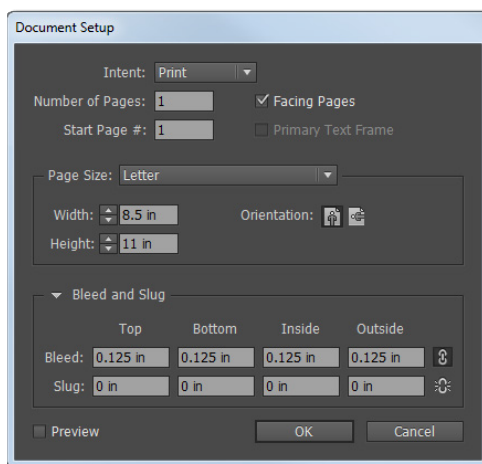 Document Setup
Intent: Print
Number of Pages: 1 Facing Pages
Start Page #: 1 Primary Text Frame
Page Size: Letter
Width: 8.5 in Orientation:
Height: 11 in
Bleed and Slug
Top Bottom Inside Outside
Bleed: 0.125 in 0.125 in 0.125 in 0.125 in
Slug: 0 in 0 in 0 in 0 in
Preview OK Cancel